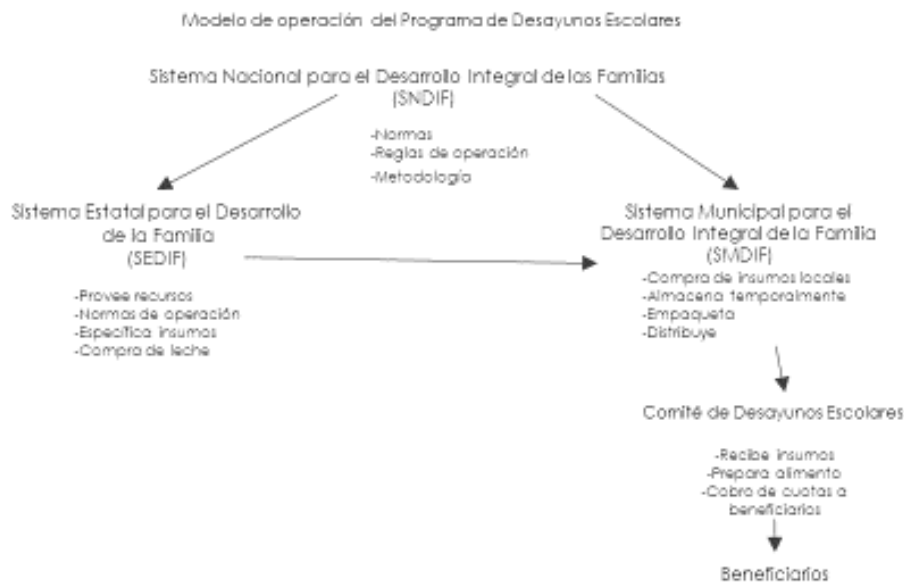 Modelo de operación del Programa de Desayunos Escolares
Sistema Nacional para el Desarrollo Integral de las Familias
(SNDIF)
-Normas
-Reglas de operación
-Metodología
Sistema Estatal para el Desarrollo
de la Familia
(SEDIF)
-Provee recursos
-Normas de operación
-Específica insumos
-Compra de leche
Sistema Municipal para el
Desarrollo Integral de la Familia
(SMDIF)
-Compra de insumos locales
-Almacena temporalmente
-Empaqueta
-Distribuye
Comité de Desayunos Escolares
-Recibe insumos
-Prepara alimento
-Cobro de cuotas a
beneficiarios
Beneficiarios